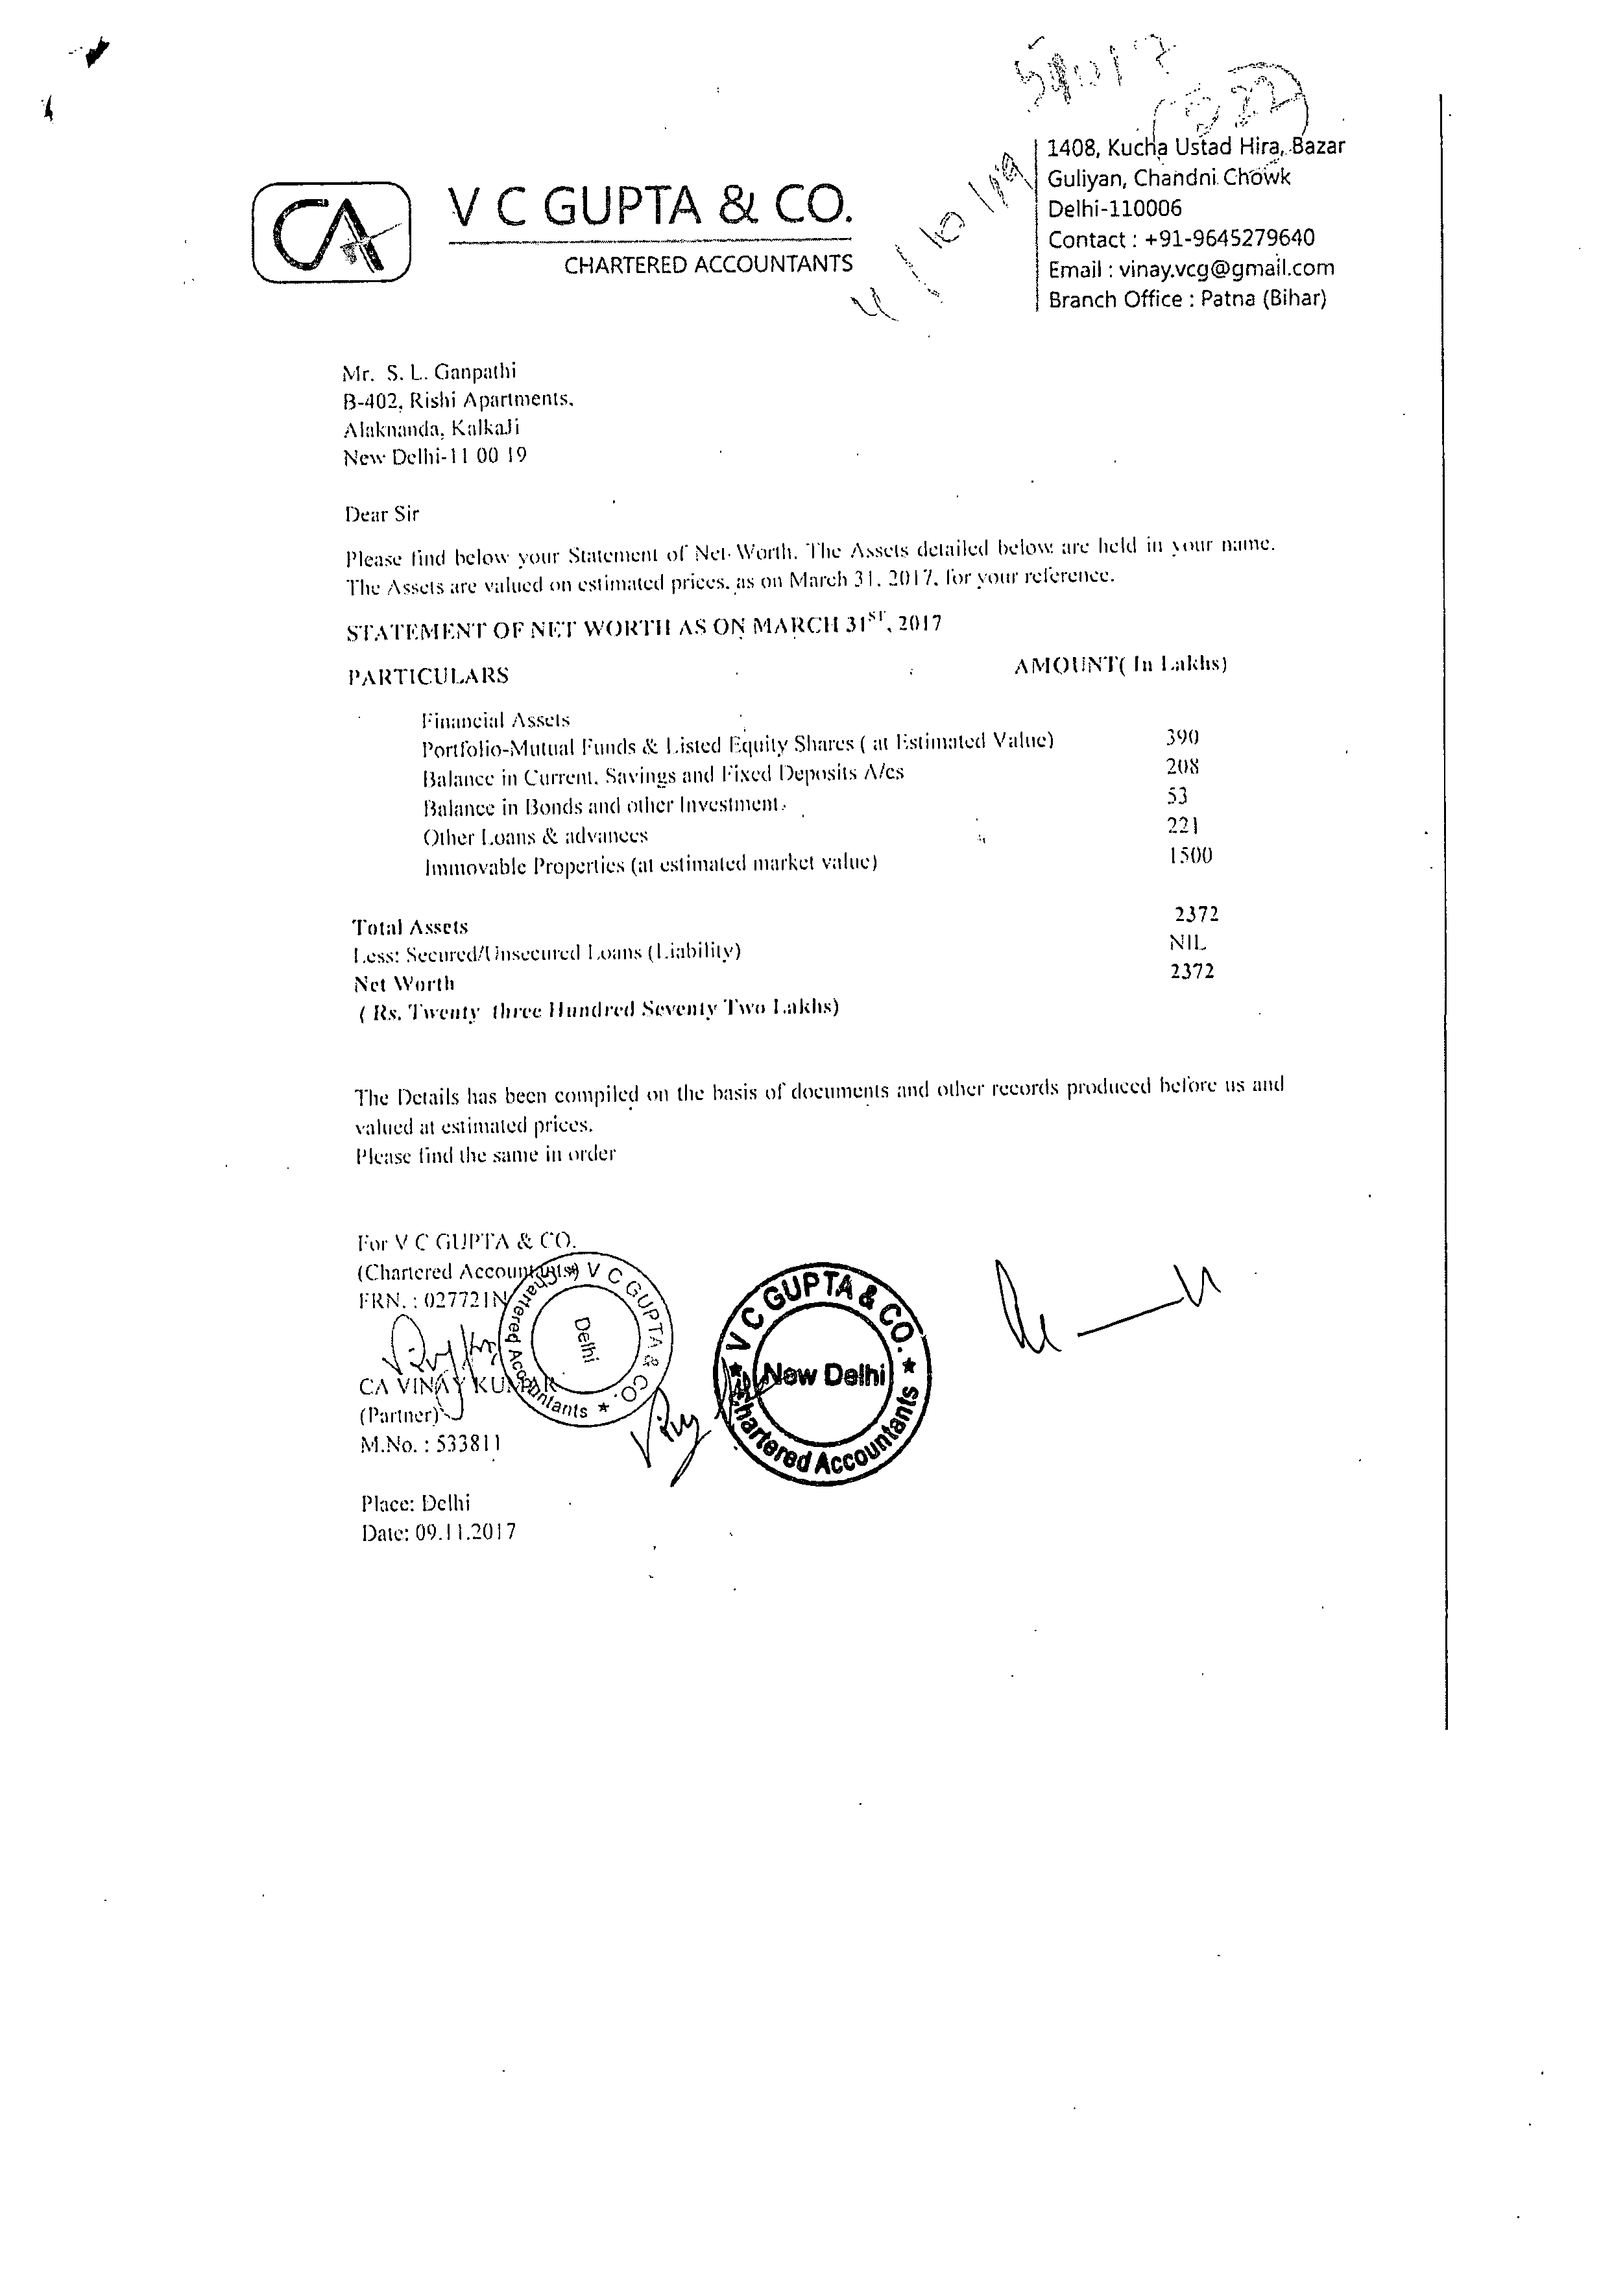 CA
V C GUPTA & CO.
CHARTERED ACCOUNTANTS
1408, Kucha Ustad Hira, Bazar
Guliyan, Chandni Chowk
Delhi-110006
Contact : +91-9645279640
Email : vinay.vcg@gmail.com
Branch Office : Patna (Bihar)
Mr. S. L. Ganpathi
B-402, Rishi Apartments,
Alaknanda, KalkaJi
New Delhi-11 00 19
Dear Sir
Please find below your Statement of Net Worth. The Assets detailed below are held in your name.
The Assets are valued on estimated prices, as on March 31, 2017, for your reference.
STATEMENT OF NET WORTH AS ON MARCH 31ST, 2017
PARTICULARS AMOUNT( In Lakhs)
Financial Assets
Portfolio-Mutual Funds & Listed Equity Shares ( at Estimated Value) 390
Balance in Current, Savings and Fixed Deposits A/cs 208
Balance in Bonds and other Investment. 53
Other Loans & advances 221
Immovable Properties (at estimated market value) 1500
Total Assets 2372
Less: Secured/Unsecured Loans (Liability) NIL
Net Worth 2372
( Rs. Twenty three Hundred Seventy Two Lakhs)
The Details has been compiled on the basis of documents and other records produced before us and
valued at estimated prices.
Please find the same in order
For V C GUPTA & CO.
(Chartered Accountants)
FRN. : 027721N
CA VINAY KUMAR
(Partner)
M.No. : 533811
V C GUPTA & CO. ★ Chartered Accountants ★
Delhi
V C GUPTA & CO. ★ Chartered Accountants ★
New Delhi
Place: Delhi
Date: 09.11.2017